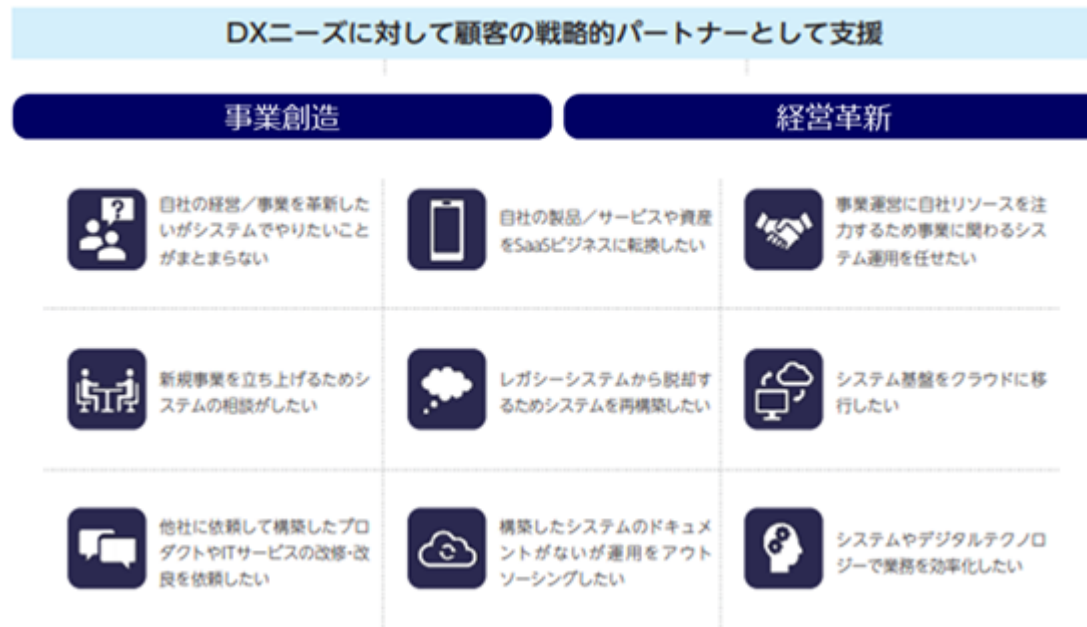 DXニーズに対して顧客の戦略的パートナーとして支援
事業創造
経営革新
自社の経営／事業を革新した
いがシステムでやりたいこと
がまとまらない
自社の製品／サービスや資産
をSaaSビジネスに転換したい
事業運営に自社リソースを注
力するため事業に関わるシス
テム運用を任せたい
新規事業を立ち上げるためシ
ステムの相談がしたい
レガシーシステムから脱却す
るためシステムを再構築したい
システム基盤をクラウドに移
行したい
他社に依頼して構築したプロ
ダクトやITサービスの改修・改
良を依頼したい
構築したシステムのドキュメ
ントがないが運用をアウト
ソーシングしたい
システムやデジタルテクノロ
ジーで業務を効率化したい